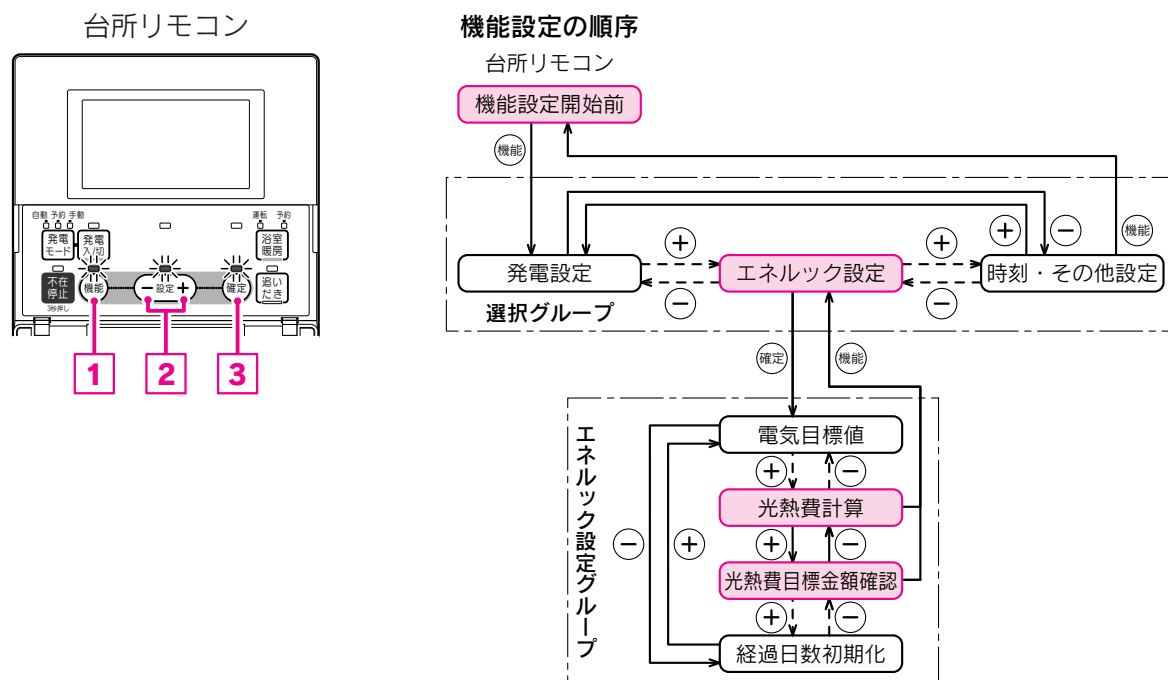 台所リモコン
自動 予約 手動
運転 予約
発電モード
発電入/切
浴室暖房
不在停止
3秒押し
機能
− 設定 +
確定
追いだき
1
2
3
機能設定の順序
台所リモコン
機能設定開始前
機能
+
−
機能
発電設定
+
−
エネルック設定
+
−
時刻・その他設定
選択グループ
確定
機能
エネルック設定グループ
電気目標値
+
−
光熱費計算
−
+
+
−
光熱費目標金額確認
+
−
経過日数初期化